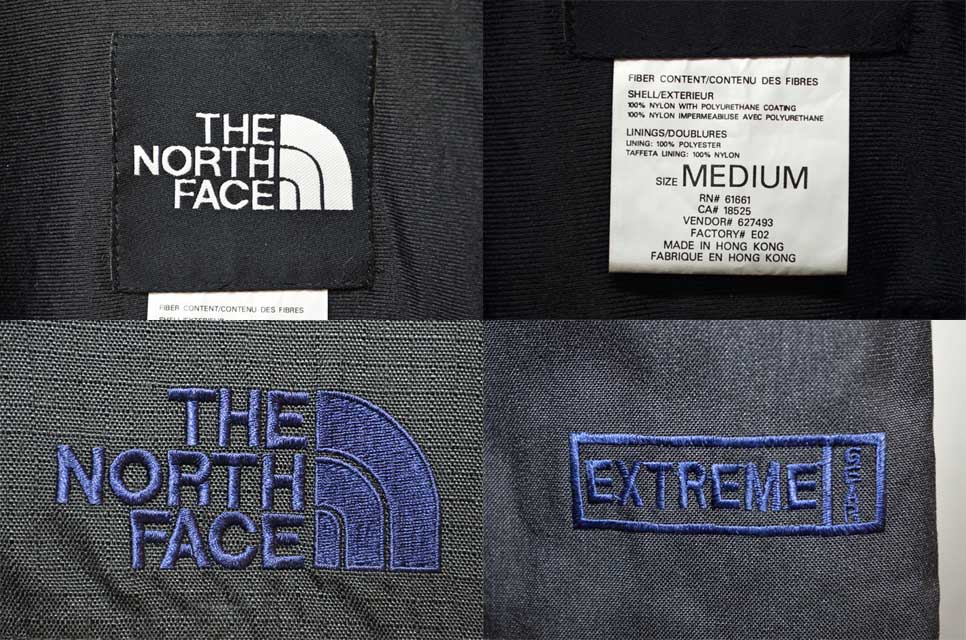 THE
NORTH
FACE
FIBER CONTENT/CONTENU DES FIBRES
FIBER CONTENT/CONTENU DES FIBRES
SHELL/EXTERIEUR
100% NYLON WITH POLYURETHANE COATING
100% NYLON IMPERMEABILISE AVEC POLYURETHANE
LININGS/DOUBLURES
LINING: 100% POLYESTER
TAFFETA LINING: 100% NYLON
SIZE MEDIUM
RN# 61661
CA# 18525
VENDOR# 627493
FACTORY# E02
MADE IN HONG KONG
FABRIQUE EN HONG KONG
THE
NORTH
FACE
EXTREME